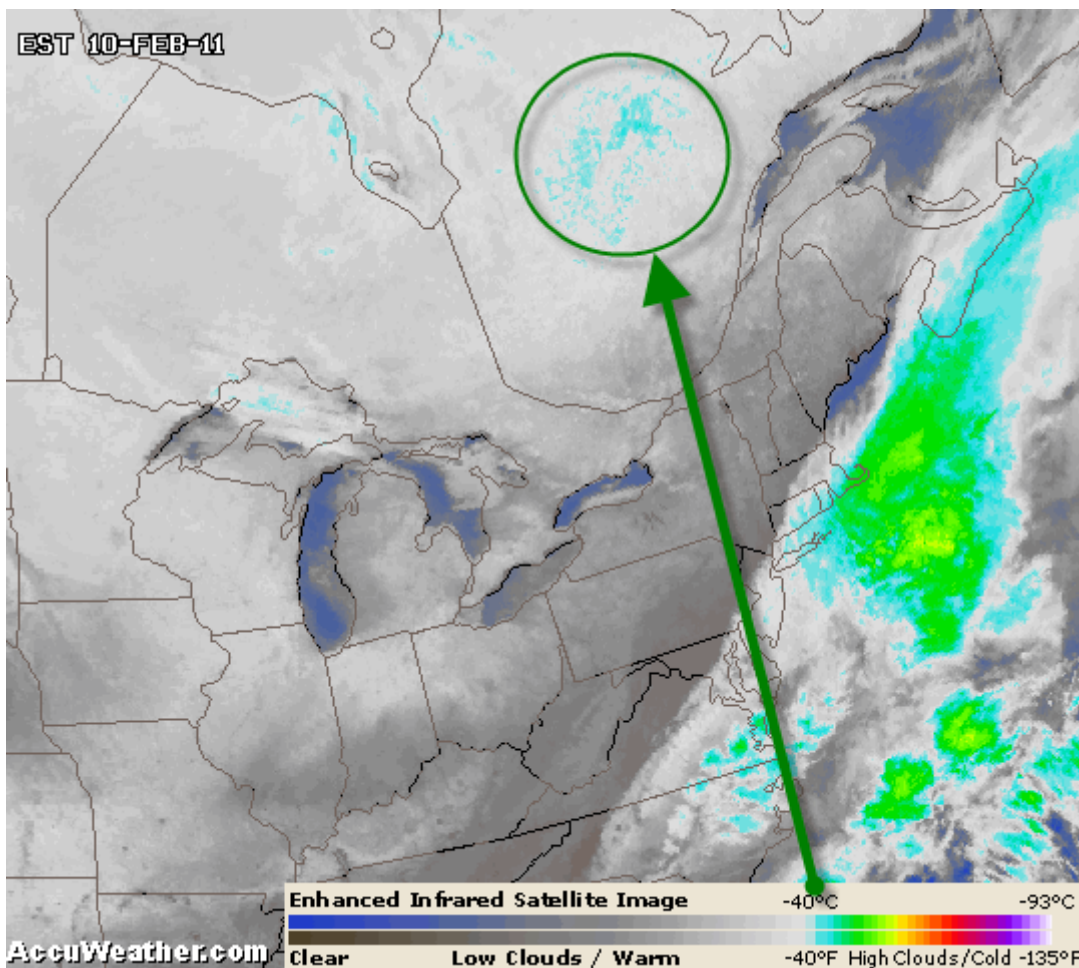 EST 10-FEB-11
Enhanced Infrared Satellite Image -40°C -93°C
AccuWeather.com Clear Low Clouds / Warm -40°F High Clouds/Cold -135°F